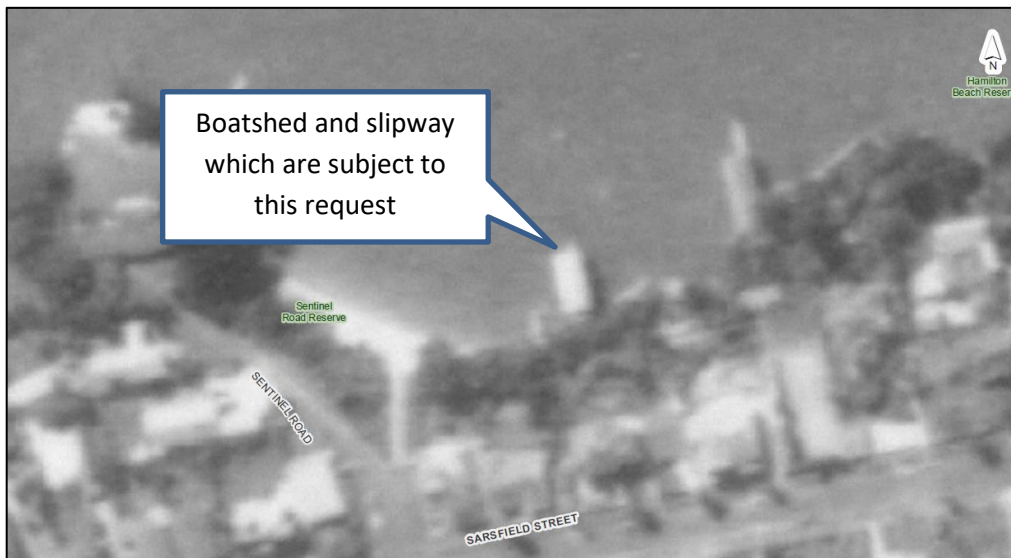 N
Hamilton
Beach Reser
Boatshed and slipway
which are subject to
this request
Sentinel
Road Reserve
SENTINEL ROAD
SARSFIELD STREET